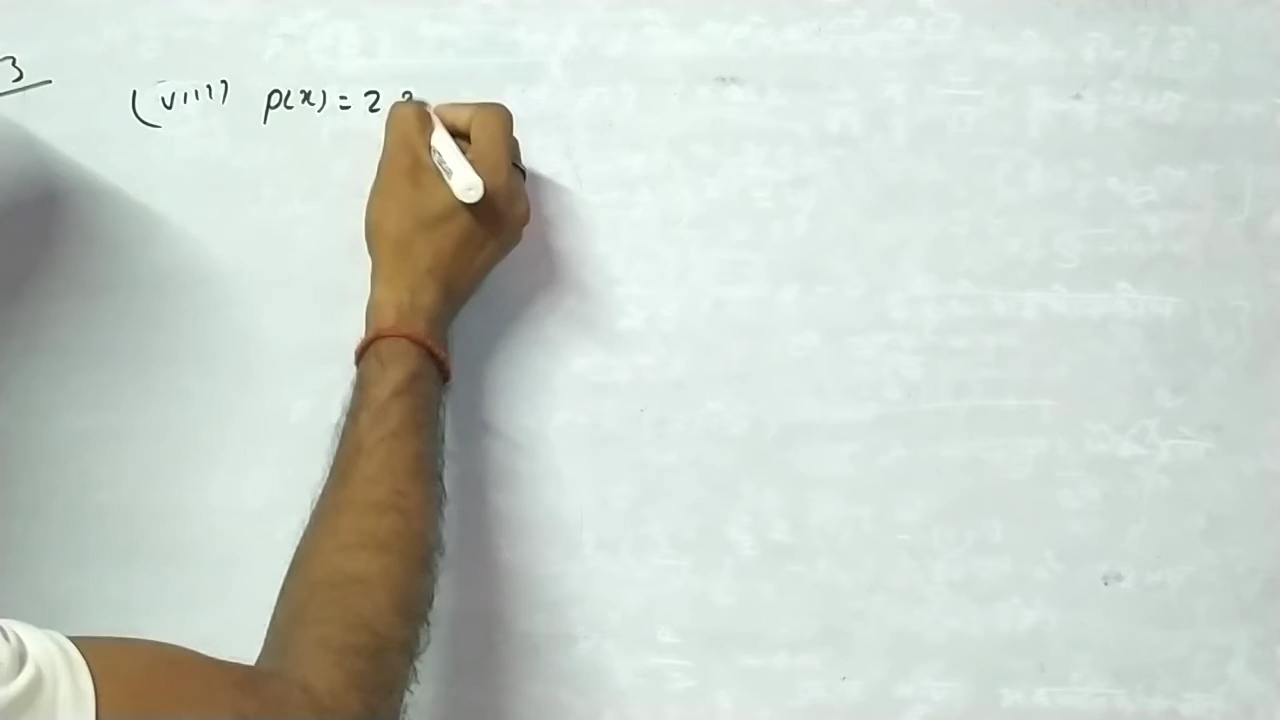 3
(viii) p(x) = 2